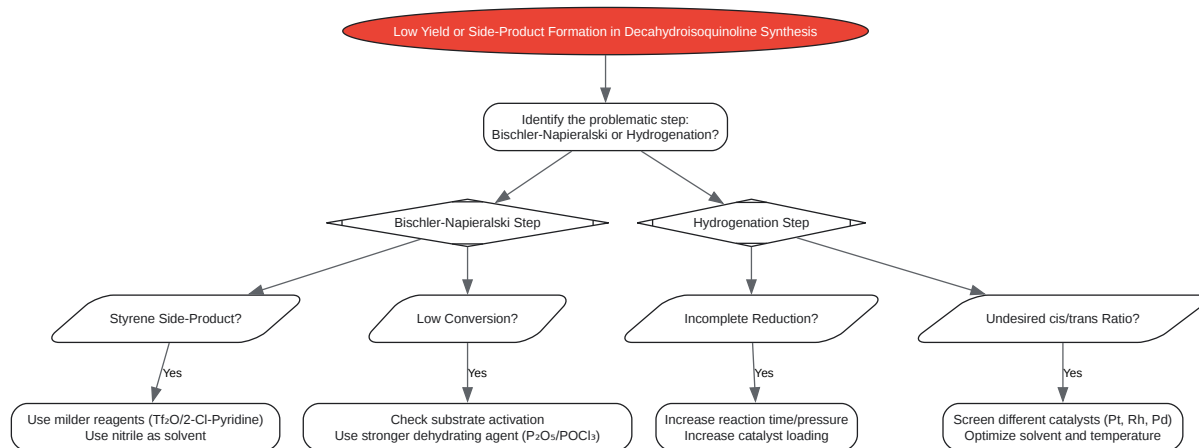 Low Yield or Side-Product Formation in Decahydroisoquinoline Synthesis
Identify the problematic step:
Bischler-Napieralski or Hydrogenation?
Bischler-Napieralski Step
Hydrogenation Step
Styrene Side-Product?
Low Conversion?
Incomplete Reduction?
Undesired cis/trans Ratio?
Yes
Yes
Yes
Yes
Use milder reagents (Tf₂O/2-Cl-Pyridine)
Use nitrile as solvent
Check substrate activation
Use stronger dehydrating agent (P₂O₅/POCl₃)
Increase reaction time/pressure
Increase catalyst loading
Screen different catalysts (Pt, Rh, Pd)
Optimize solvent and temperature